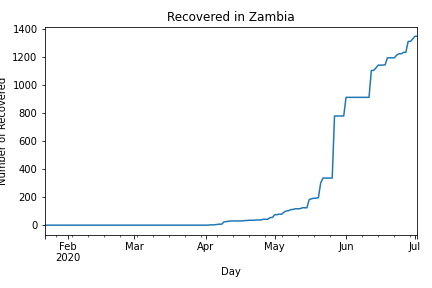 Recovered in Zambia
Number of Recovered
1400
1200
1000
800
600
400
200
0
Feb
2020
Mar
Apr
May
Jun
Jul
Day